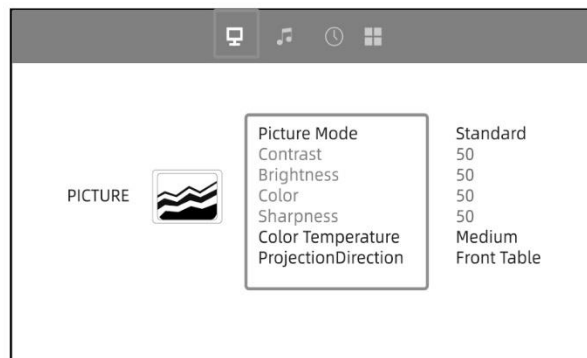 PICTURE
Picture Mode Standard
Contrast 50
Brightness 50
Color 50
Sharpness 50
Color Temperature Medium
ProjectionDirection Front Table